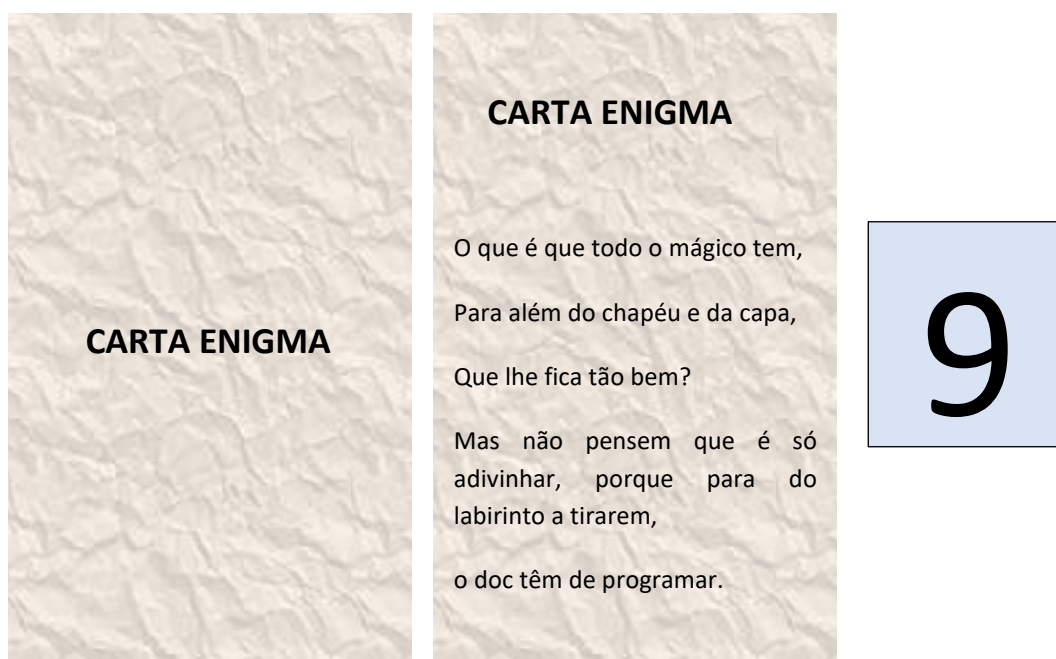 CARTA ENIGMA
CARTA ENIGMA
O que é que todo o mágico tem,
Para além do chapéu e da capa,
Que lhe fica tão bem?
Mas não pensem que é só
adivinhar, porque para do
labirinto a tirarem,
o doc têm de programar.
9